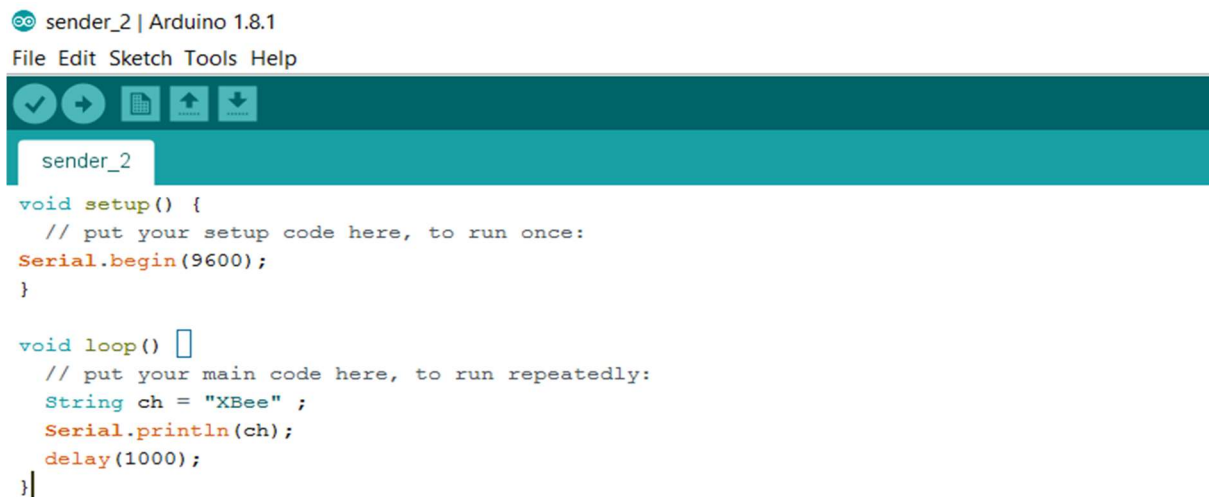 sender_2 | Arduino 1.8.1
File Edit Sketch Tools Help
sender_2
void setup() {
  // put your setup code here, to run once:
Serial.begin(9600);
}
void loop()
  // put your main code here, to run repeatedly:
  String ch = "XBee" ;
  Serial.println(ch);
  delay(1000);
}